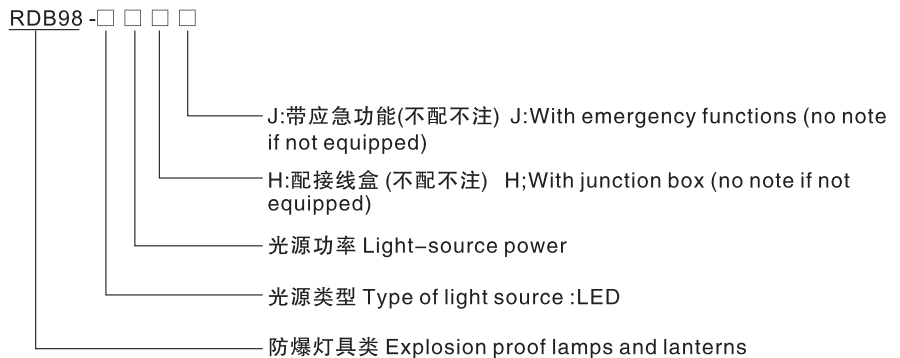 RDB98 -□ □ □ □
J:带应急功能(不配不注) J:With emergency functions (no note
if not equipped)
H:配接线盒 (不配不注) H;With junction box (no note if not
equipped)
光源功率 Light-source power
光源类型 Type of light source :LED
防爆灯具类 Explosion proof lamps and lanterns